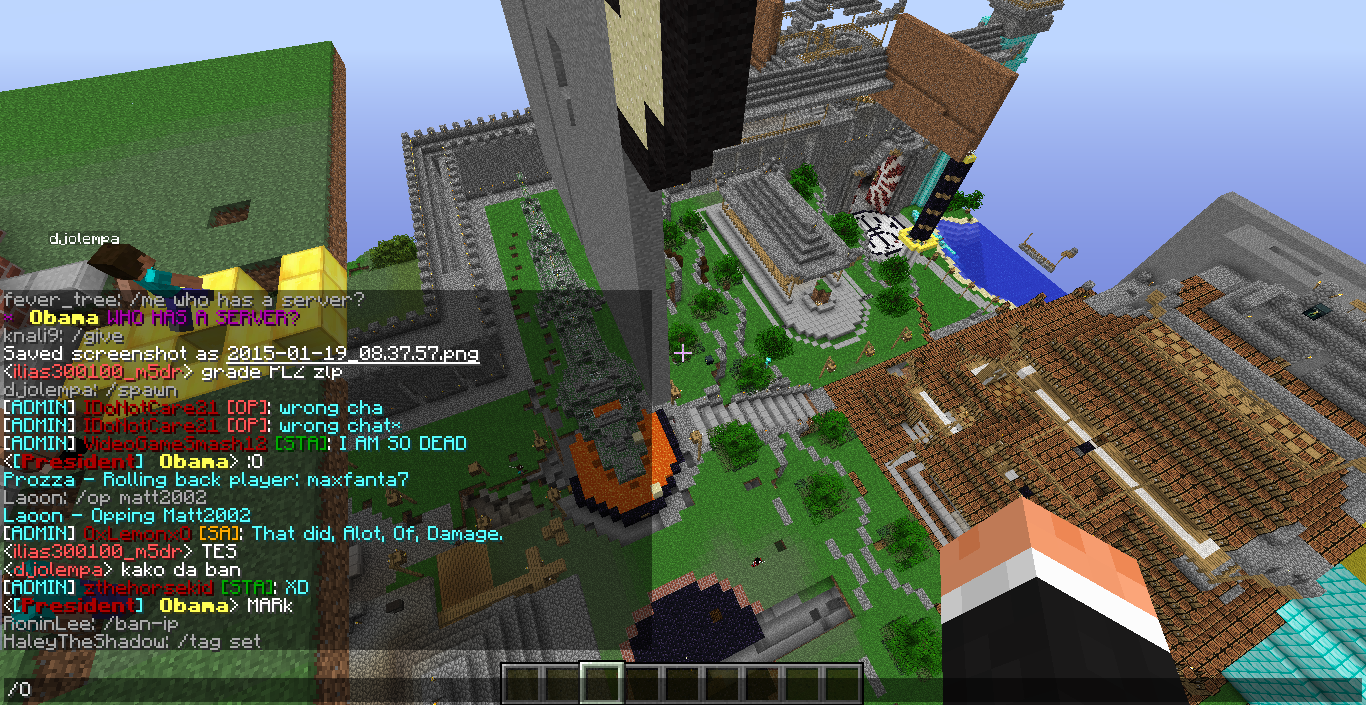 djolempa
fever_tree: /me who has a server?
* Obama WHO HAS A SERVER?
knali9: /give
Saved screenshot as 2015-01-19_08.37.57.png
<ilias300100_m5dr> grade PLZ zlp
djolempa: /spawn
[ADMIN] IDoNotCare21 [OP]: wrong cha
[ADMIN] IDoNotCare21 [OP]: wrong chat*
[ADMIN] VideoGameSmash12 [STA]: I AM SO DEAD
<[President] Obama> :O
Prozza - Rolling back player: maxfanta7
Laoon: /op matt2002
Laoon - Opping Matt2002
[ADMIN] 0xLemonx0 [SA]: That did, Alot, Of, Damage.
<ilias300100_m5dr> TES
<djolempa> kako da ban
[ADMIN] zthehorsekid [STA]: XD
<[President] Obama> MARk
RoninLee: /ban-ip
HaleyTheShadow: /tag set
/O